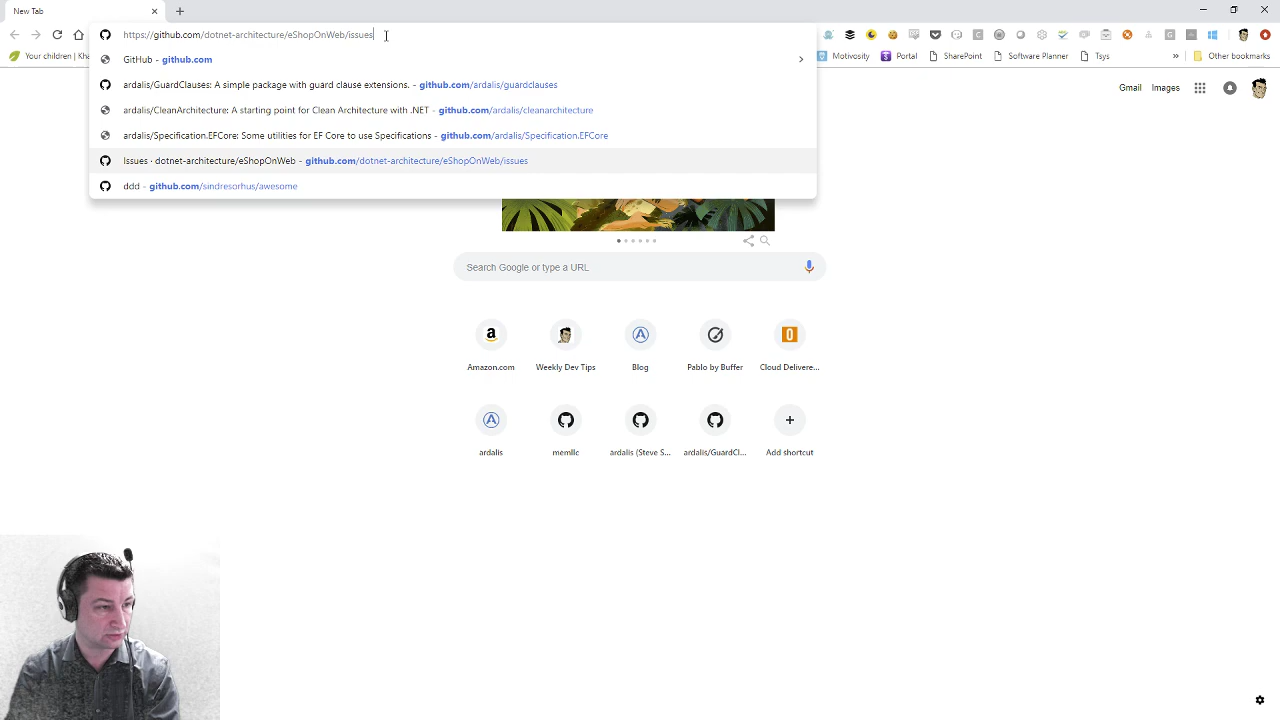 New Tab
https://github.com/dotnet-architecture/eShopOnWeb/issues
Your children | Kha
Motivosity
Portal
SharePoint
Common Platform
Tsys
»
Other bookmarks
GitHub - github.com
ardalis/GuardClauses: A simple package with guard clause extensions. - github.com/ardalis/guardclauses
ardalis/CleanArchitecture: A starting point for Clean Architecture with .NET - github.com/ardalis/cleanarchitecture
ardalis/Specification.EFCore: Some utilities for EF Core to use Specifications - github.com/ardalis/Specification.EFCore
Issues · dotnet-architecture/eShopOnWeb - github.com/dotnet-architecture/eShopOnWeb/issues
ddd - github.com/sindresorhus/awesome
Gmail
Images
Search Google or type a URL
Amazon.com
Weekly Dev Tips
Blog
Pablo by Buffer
Cloud Delivere...
ardalis
memllc
ardalis (Steve S...
ardalis/GuardCl...
Add shortcut